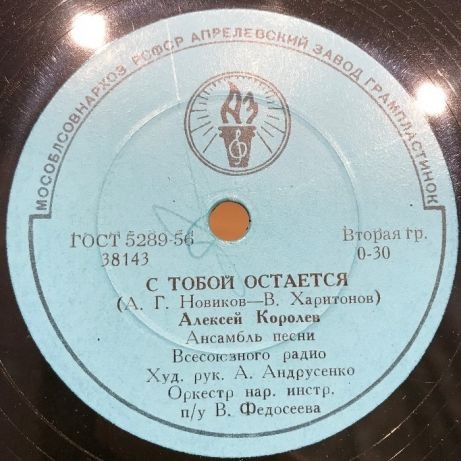 МОСОБЛСОВНАРХОЗ РСФСР АПРЕЛЕВСКИЙ ЗАВОД ГРАМПЛАСТИНОК
АЗ
ГОСТ 5289-56
38143
Вторая гр.
0-30
С ТОБОЙ ОСТАЕТСЯ
(А. Г. Новиков—В. Харитонов)
Алексей Королев
Ансамбль песни
Всесоюзного радио
Худ. рук. А. Андрусенко
Оркестр нар. инстр.
п/у В. Федосеева